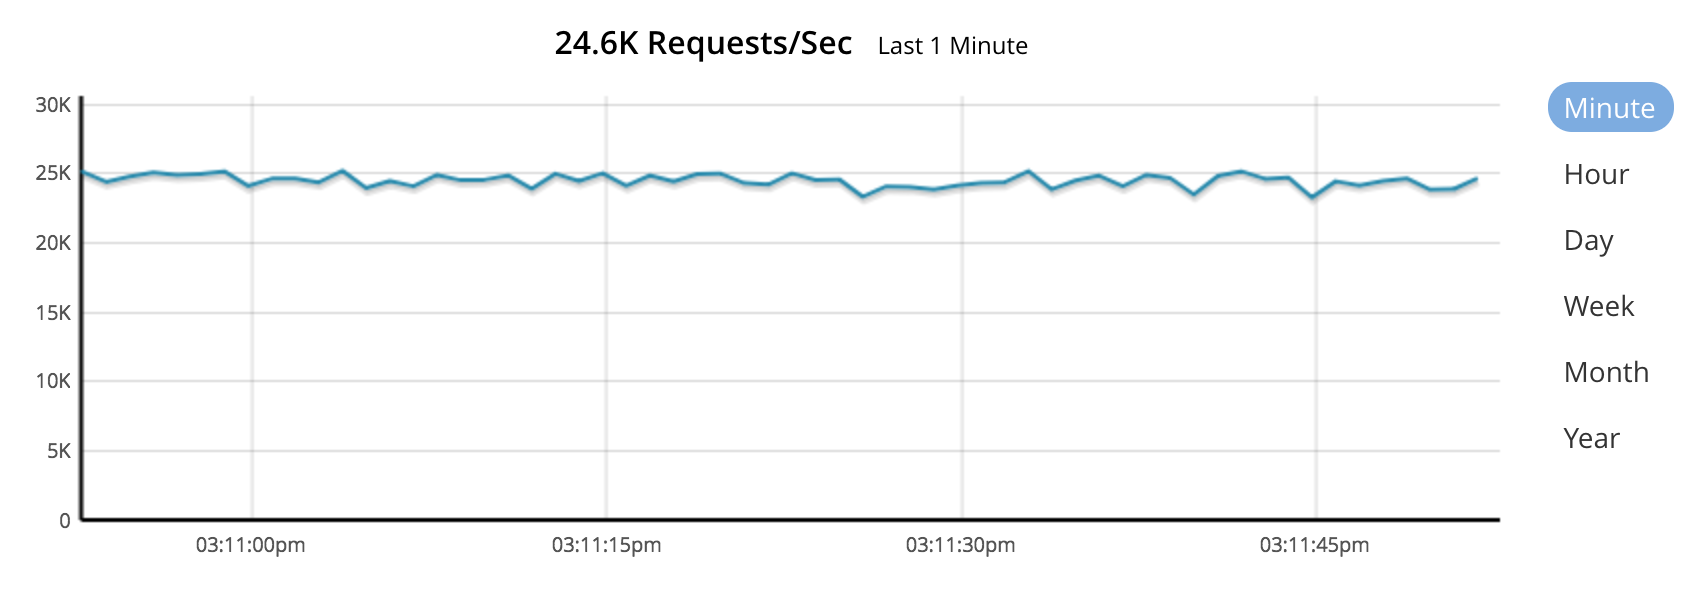 24.6K Requests/Sec Last 1 Minute
30K
25K
20K
15K
10K
5K
0
03:11:00pm 03:11:15pm 03:11:30pm 03:11:45pm
Minute
Hour
Day
Week
Month
Year